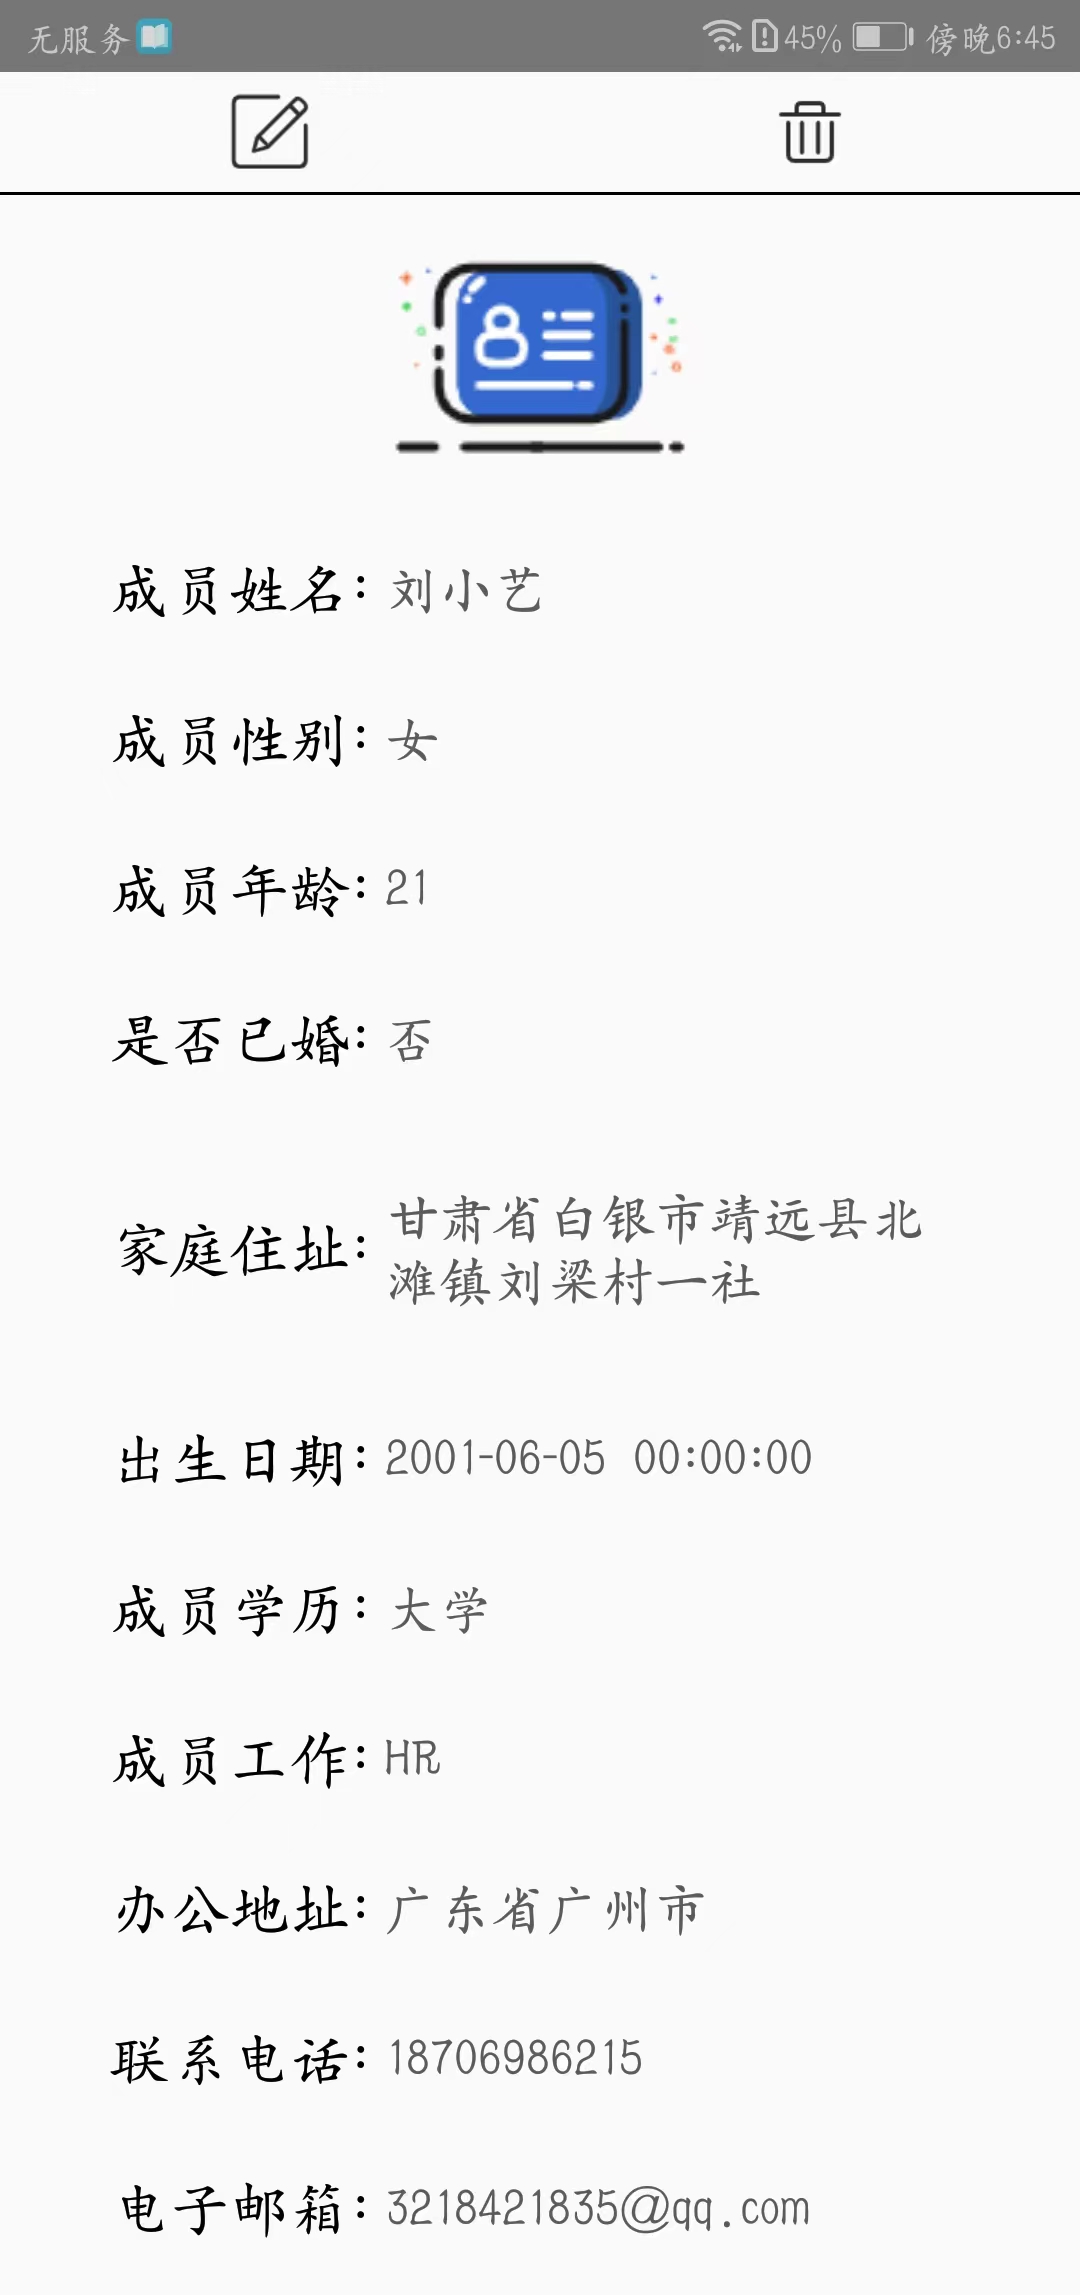 无服务 45% 傍晚6:45
成员姓名: 刘小艺
成员性别: 女
成员年龄: 21
是否已婚: 否
家庭住址: 甘肃省白银市靖远县北
滩镇刘梁村一社
出生日期: 2001-06-05 00:00:00
成员学历: 大学
成员工作: HR
办公地址: 广东省广州市
联系电话: 18706986215
电子邮箱: 3218421835@qq.com